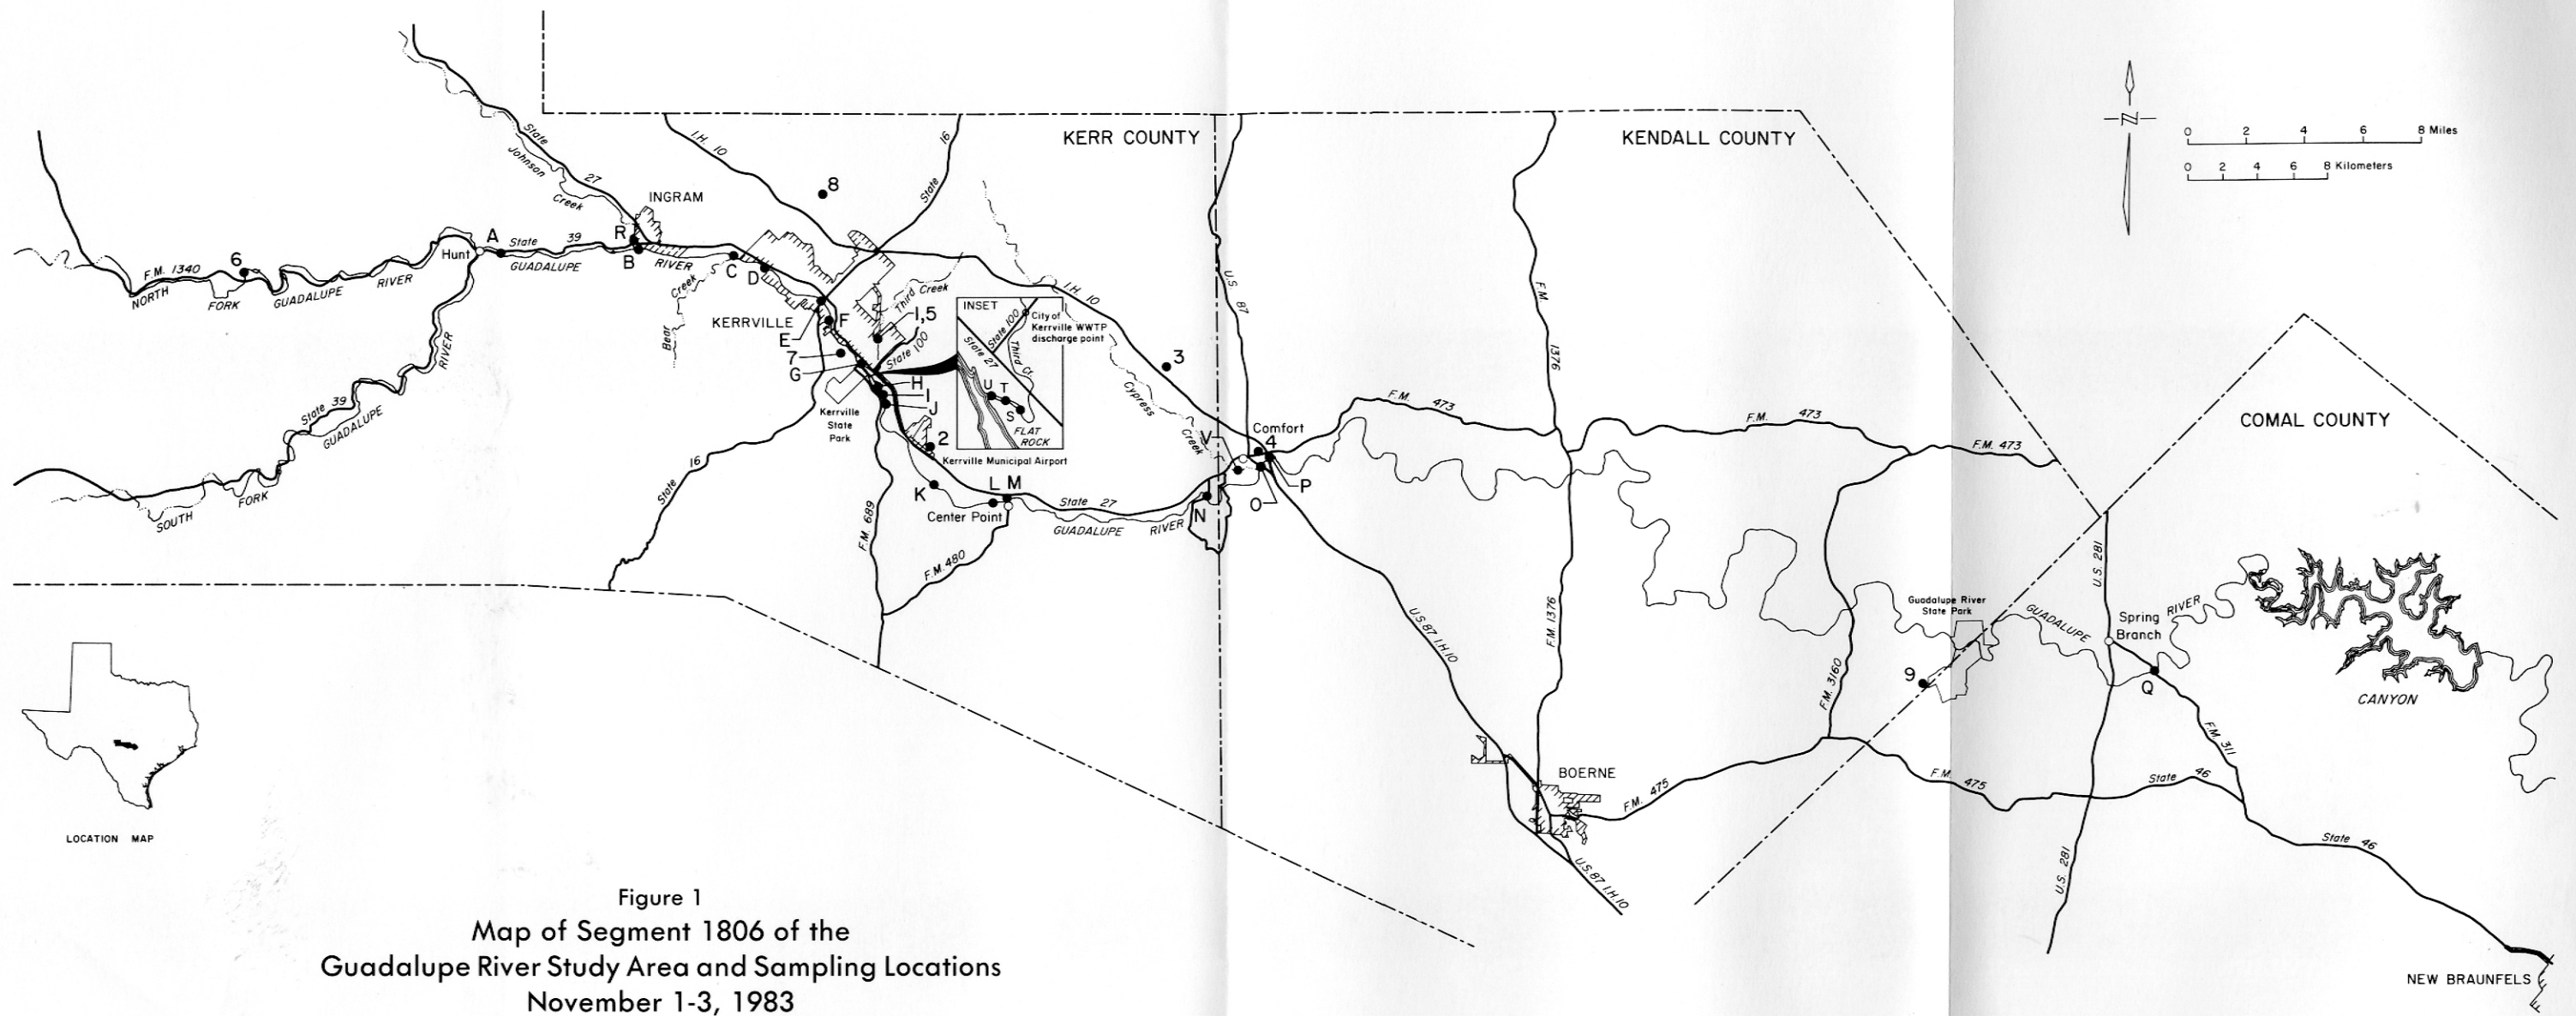 KERR COUNTY
KENDALL COUNTY
COMAL COUNTY
N
0 2 4 6 8 Miles
0 2 4 6 8 Kilometers
I.H. 10
State 16
8
State 27
Johnson Creek
INGRAM
R
A
State 39
Hunt
GUADALUPE RIVER
B
C
D
6
F.M. 1340
NORTH FORK GUADALUPE RIVER
Bear Creek
KERRVILLE
E
F
Third Creek
1,5
7
G
State 100
H
I
J
Kerrville
State
Park
INSET
State 100
City of
Kerrville WWTP
discharge point
State 27
Third Cr.
U
T
S
FLAT
ROCK
2
Kerrville Municipal Airport
I.H. 10
U.S. 87
3
Cypress Creek
State 39
SOUTH FORK GUADALUPE RIVER
State 16
K
L
M
Center Point
State 27
GUADALUPE RIVER
F.M. 689
F.M. 480
N
V
Comfort
4
P
O
F.M. 473
F.M. 1376
F.M. 473
F.M. 473
U.S. 87 I.H.10
F.M. 1376
F.M. 3160
Guadalupe River
State Park
9
GUADALUPE RIVER
U.S. 281
Spring
Branch
Q
CANYON
F.M. 311
BOERNE
F.M. 475
F.M. 475
State 46
U.S. 87 I.H.10
U.S. 281
State 46
NEW BRAUNFELS
LOCATION MAP
Figure 1
Map of Segment 1806 of the
Guadalupe River Study Area and Sampling Locations
November 1-3, 1983